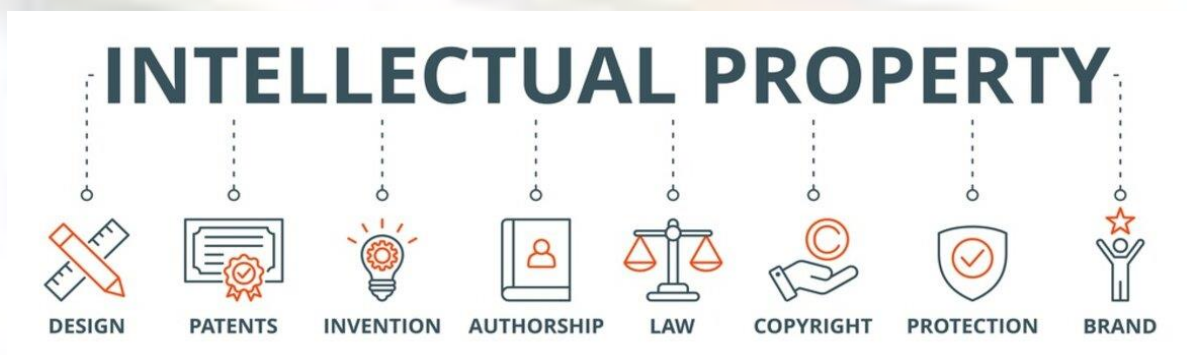 INTELLECTUAL PROPERTY
DESIGN PATENTS INVENTION AUTHORSHIP LAW COPYRIGHT PROTECTION BRAND